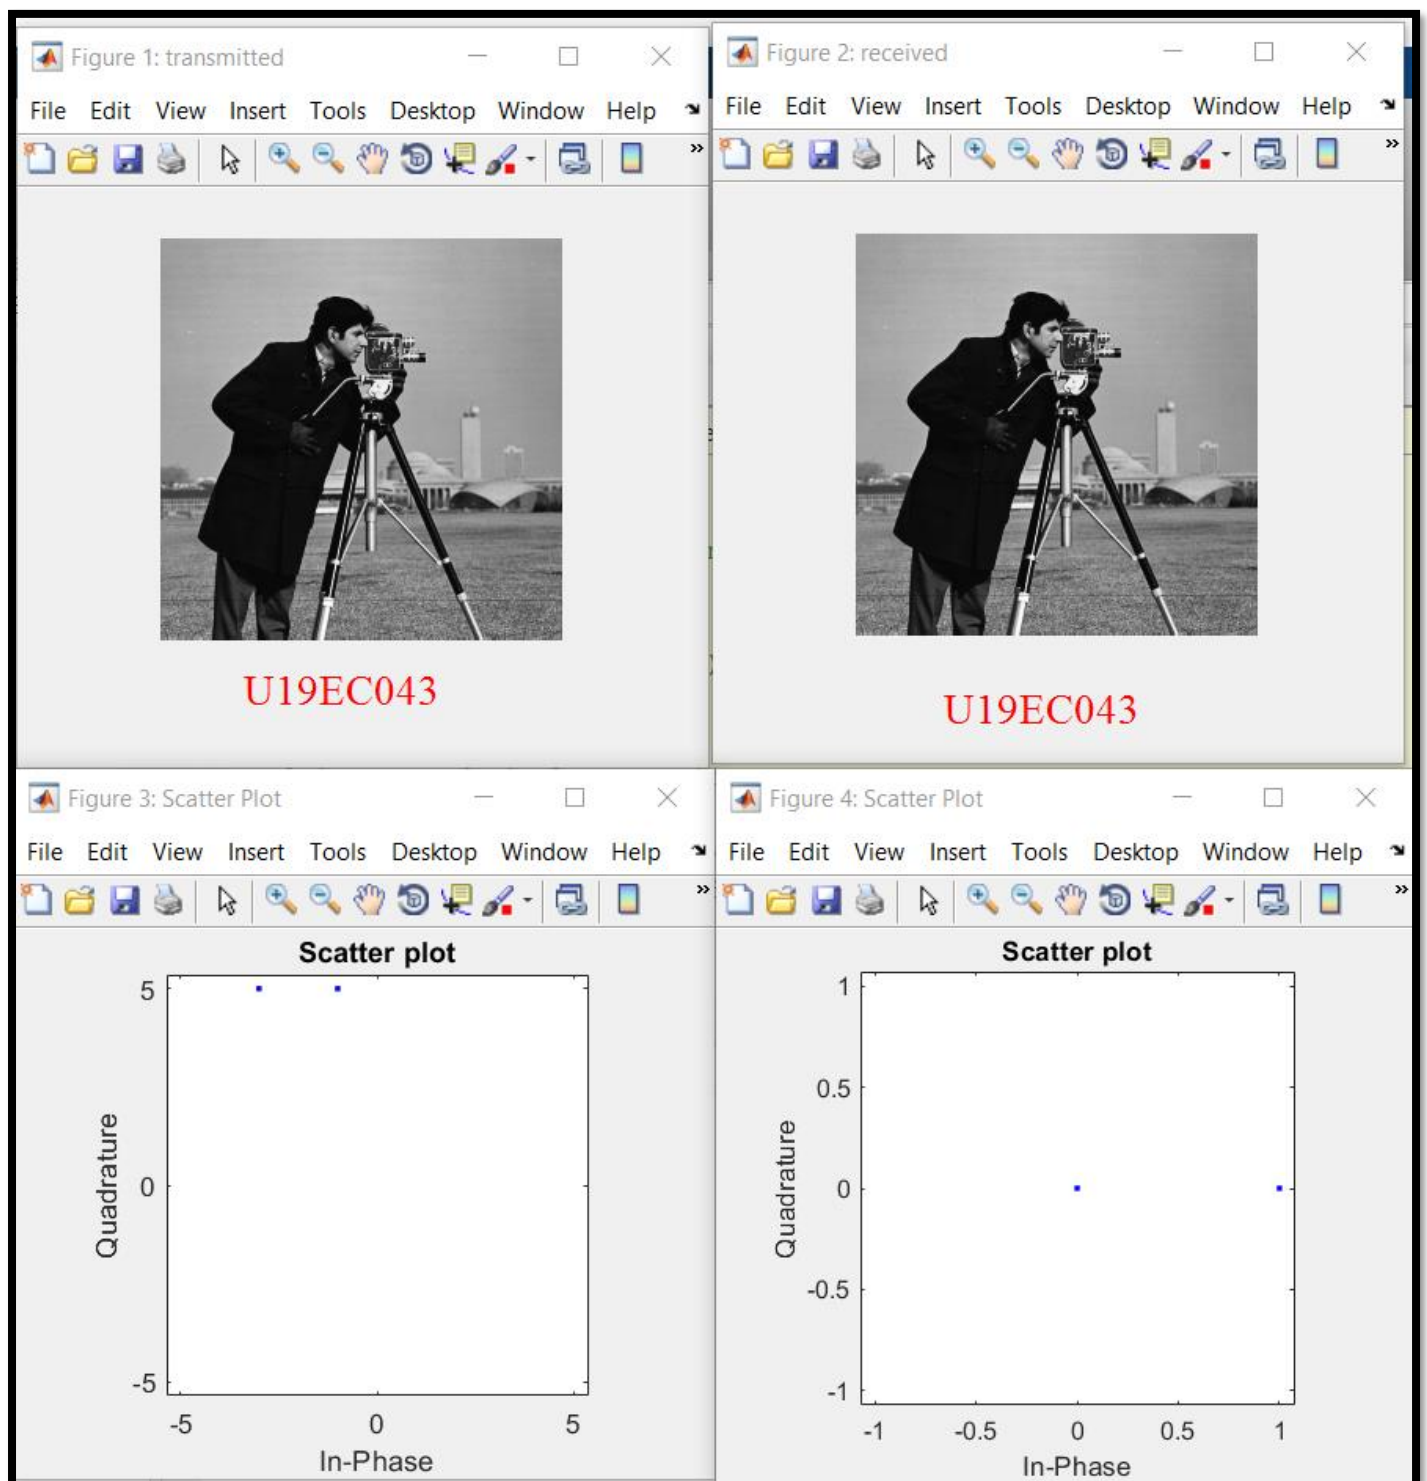 Figure 1: transmitted
File Edit View Insert Tools Desktop Window Help
U19EC043
Figure 2: received
File Edit View Insert Tools Desktop Window Help
U19EC043
Figure 3: Scatter Plot
File Edit View Insert Tools Desktop Window Help
Scatter plot
5
0
-5
Quadrature
-5 0 5
In-Phase
Figure 4: Scatter Plot
File Edit View Insert Tools Desktop Window Help
Scatter plot
1
0.5
0
-0.5
-1
Quadrature
-1 -0.5 0 0.5 1
In-Phase